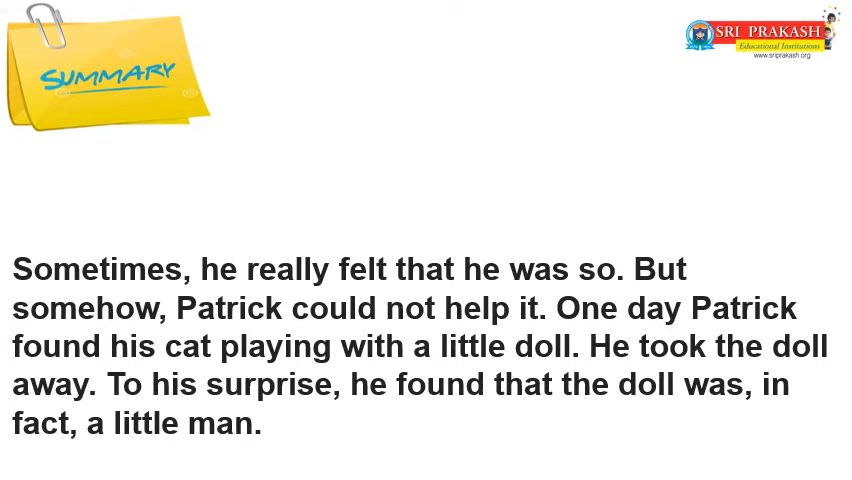 SUMMARY
SRI PRAKASH
Educational Institutions
www.sriprakash.org
Sometimes, he really felt that he was so. But
somehow, Patrick could not help it. One day Patrick
found his cat playing with a little doll. He took the doll
away. To his surprise, he found that the doll was, in
fact, a little man.